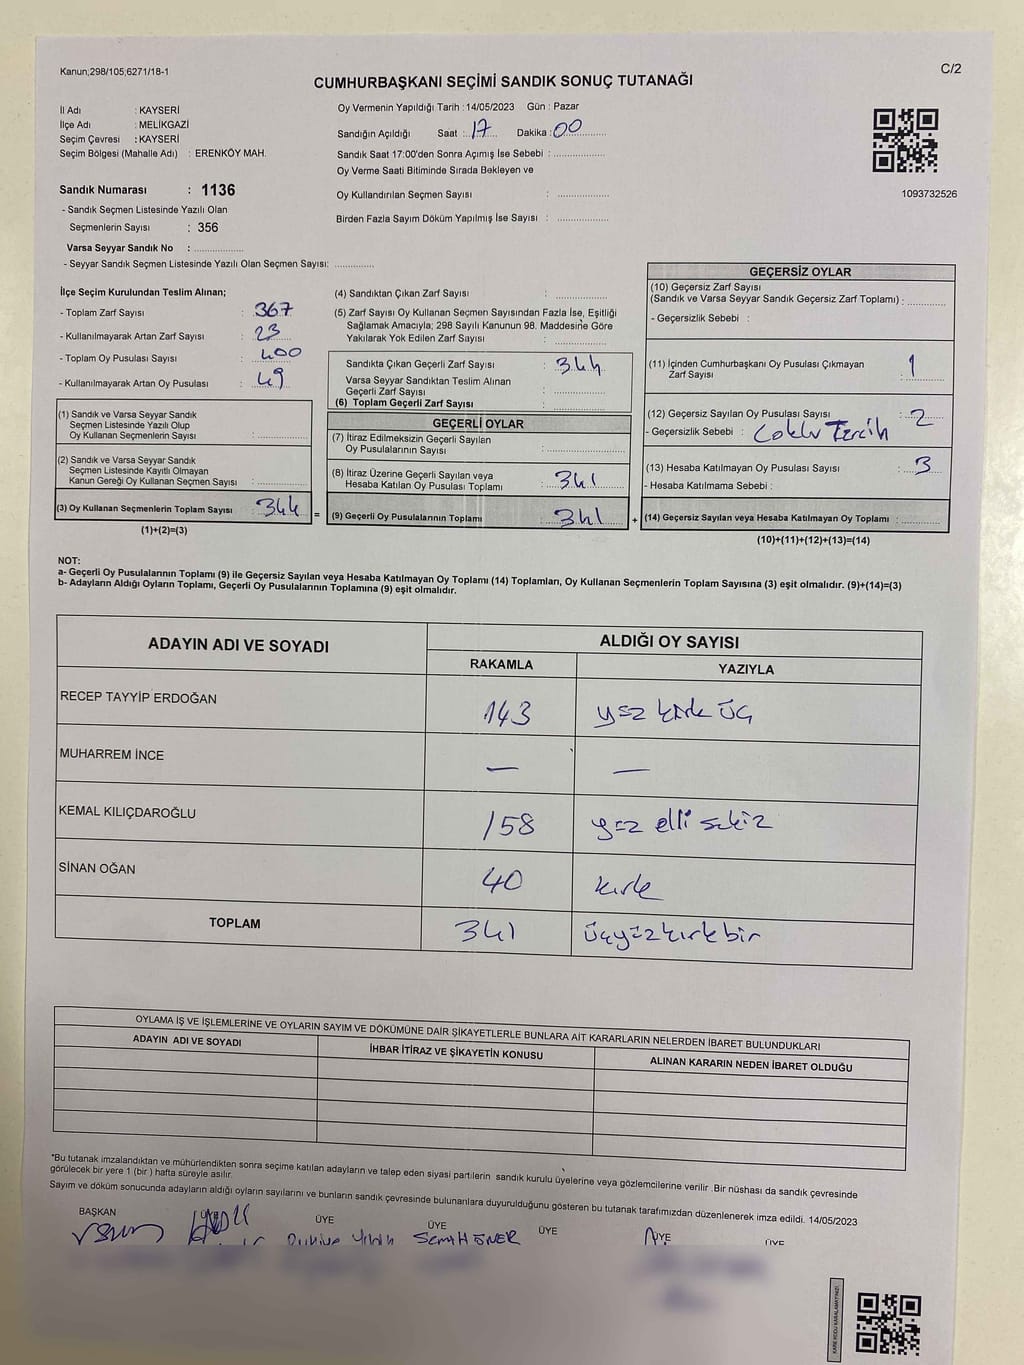 Kanun;298/105;6271/18-1
C/2
CUMHURBAŞKANI SEÇİMİ SANDIK SONUÇ TUTANAĞI
İl Adı : KAYSERİ
İlçe Adı : MELİKGAZİ
Seçim Çevresi : KAYSERİ
Seçim Bölgesi (Mahalle Adı) : ERENKÖY MAH.
Sandık Numarası : 1136
- Sandık Seçmen Listesinde Yazılı Olan
Seçmenlerin Sayısı : 356
Varsa Seyyar Sandık No : ................
- Seyyar Sandık Seçmen Listesinde Yazılı Olan Seçmen Sayısı: .............
Oy Vermenin Yapıldığı Tarih : 14/05/2023 Gün : Pazar
Sandığın Açıldığı Saat : 17 Dakika : 00
Sandık Saat 17:00'den Sonra Açımış İse Sebebi : .................
Oy Verme Saati Bitiminde Sırada Bekleyen ve
Oy Kullandırılan Seçmen Sayısı : .................
Birden Fazla Sayım Döküm Yapılmış İse Sayısı : .................
1093732526
İlçe Seçim Kurulundan Teslim Alınan;
- Toplam Zarf Sayısı : 367
- Kullanılmayarak Artan Zarf Sayısı : 23
- Toplam Oy Pusulası Sayısı : 400
- Kullanılmayarak Artan Oy Pusulası : 49
(1) Sandık ve Varsa Seyyar Sandık
Seçmen Listesinde Yazılı Olup
Oy Kullanan Seçmenlerin Sayısı : .................
(2) Sandık ve Varsa Seyyar Sandık
Seçmen Listesinde Kayıtlı Olmayan
Kanun Gereği Oy Kullanan Seçmen Sayısı : .................
(3) Oy Kullanan Seçmenlerin Toplam Sayısı : 344
(1)+(2)=(3)
(4) Sandıktan Çıkan Zarf Sayısı : .................
(5) Zarf Sayısı Oy Kullanan Seçmen Sayısından Fazla İse, Eşitliği
Sağlamak Amacıyla; 298 Sayılı Kanunun 98. Maddesine Göre
Yakılarak Yok Edilen Zarf Sayısı : .................
Sandıkta Çıkan Geçerli Zarf Sayısı : 344
Varsa Seyyar Sandıktan Teslim Alınan
Geçerli Zarf Sayısı : .................
(6) Toplam Geçerli Zarf Sayısı : .................
GEÇERLİ OYLAR
(7) İtiraz Edilmeksizin Geçerli Sayılan
Oy Pusulalarının Sayısı : .................
(8) İtiraz Üzerine Geçerli Sayılan veya
Hesaba Katılan Oy Pusulası Toplamı : 341
= (9) Geçerli Oy Pusulalarının Toplamı : 341 +
GEÇERSİZ OYLAR
(10) Geçersiz Zarf Sayısı
(Sandık ve Varsa Seyyar Sandık Geçersiz Zarf Toplamı) : ............
- Geçersizlik Sebebi :
(11) İçinden Cumhurbaşkanı Oy Pusulası Çıkmayan
Zarf Sayısı : 1
(12) Geçersiz Sayılan Oy Pusulası Sayısı : 2
- Geçersizlik Sebebi : Çoklu Tercih
(13) Hesaba Katılmayan Oy Pusulası Sayısı : 3
- Hesaba Katılmama Sebebi :
(14) Geçersiz Sayılan veya Hesaba Katılmayan Oy Toplamı : ............
(10)+(11)+(12)+(13)=(14)
NOT:
a- Geçerli Oy Pusulalarının Toplamı (9) ile Geçersiz Sayılan veya Hesaba Katılmayan Oy Toplamı (14) Toplamları, Oy Kullanan Seçmenlerin Toplam Sayısına (3) eşit olmalıdır. (9)+(14)=(3)
b- Adayların Aldığı Oyların Toplamı, Geçerli Oy Pusulalarının Toplamına (9) eşit olmalıdır.
ADAYIN ADI VE SOYADI
ALDIĞI OY SAYISI
RAKAMLA YAZIYLA
RECEP TAYYİP ERDOĞAN 143 yüz kırk üç
MUHARREM İNCE — —
KEMAL KILIÇDAROĞLU 158 yüz elli sekiz
SİNAN OĞAN 40 kırk
TOPLAM 341 üçyüzkırkbir
OYLAMA İŞ VE İŞLEMLERİNE VE OYLARIN SAYIM VE DÖKÜMÜNE DAİR ŞİKAYETLERLE BUNLARA AİT KARARLARIN NELERDEN İBARET BULUNDUKLARI
ADAYIN ADI VE SOYADI İHBAR İTİRAZ VE ŞİKAYETİN KONUSU ALINAN KARARIN NEDEN İBARET OLDUĞU
*Bu tutanak imzalandıktan ve mühürlendikten sonra seçime katılan adayların ve talep eden siyasi partilerin sandık kurulu üyelerine veya gözlemcilerine verilir .Bir nüshası da sandık çevresinde
görülecek bir yere 1 (bir ) hafta süreyle asılır.
Sayım ve döküm sonucunda adayların aldığı oyların sayılarını ve bunların sandık çevresinde bulunanlara duyurulduğunu gösteren bu tutanak tarafımızdan düzenlenerek imza edildi. 14/05/2023
BAŞKAN ÜYE ÜYE ÜYE ÜYE ÜYE ÜYE
SEMİH ÖNER
KARE KODU KARALAMAYINIZ!